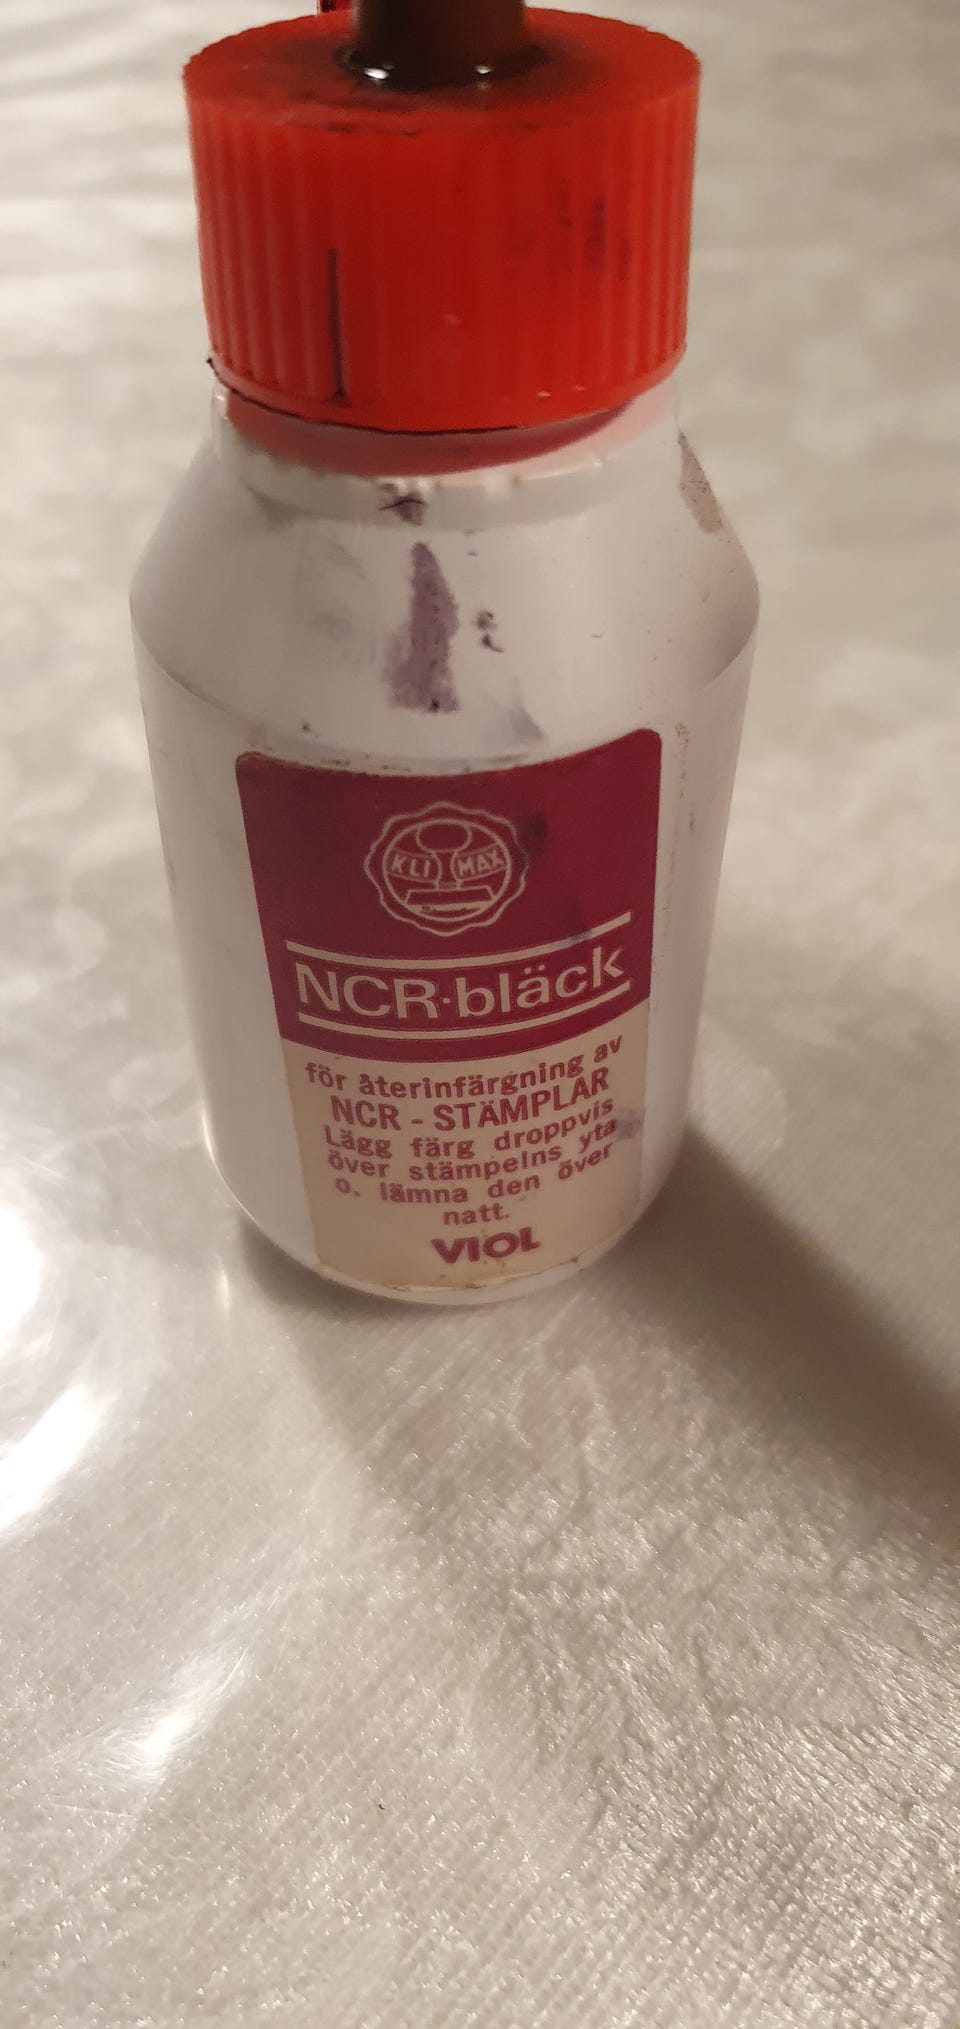 KLI MAX
NCR·bläck
för återinfärgning av
NCR - STÄMPLAR
Lägg färg droppvis
över stämpelns yta
o. lämna den över
natt.
VIOL